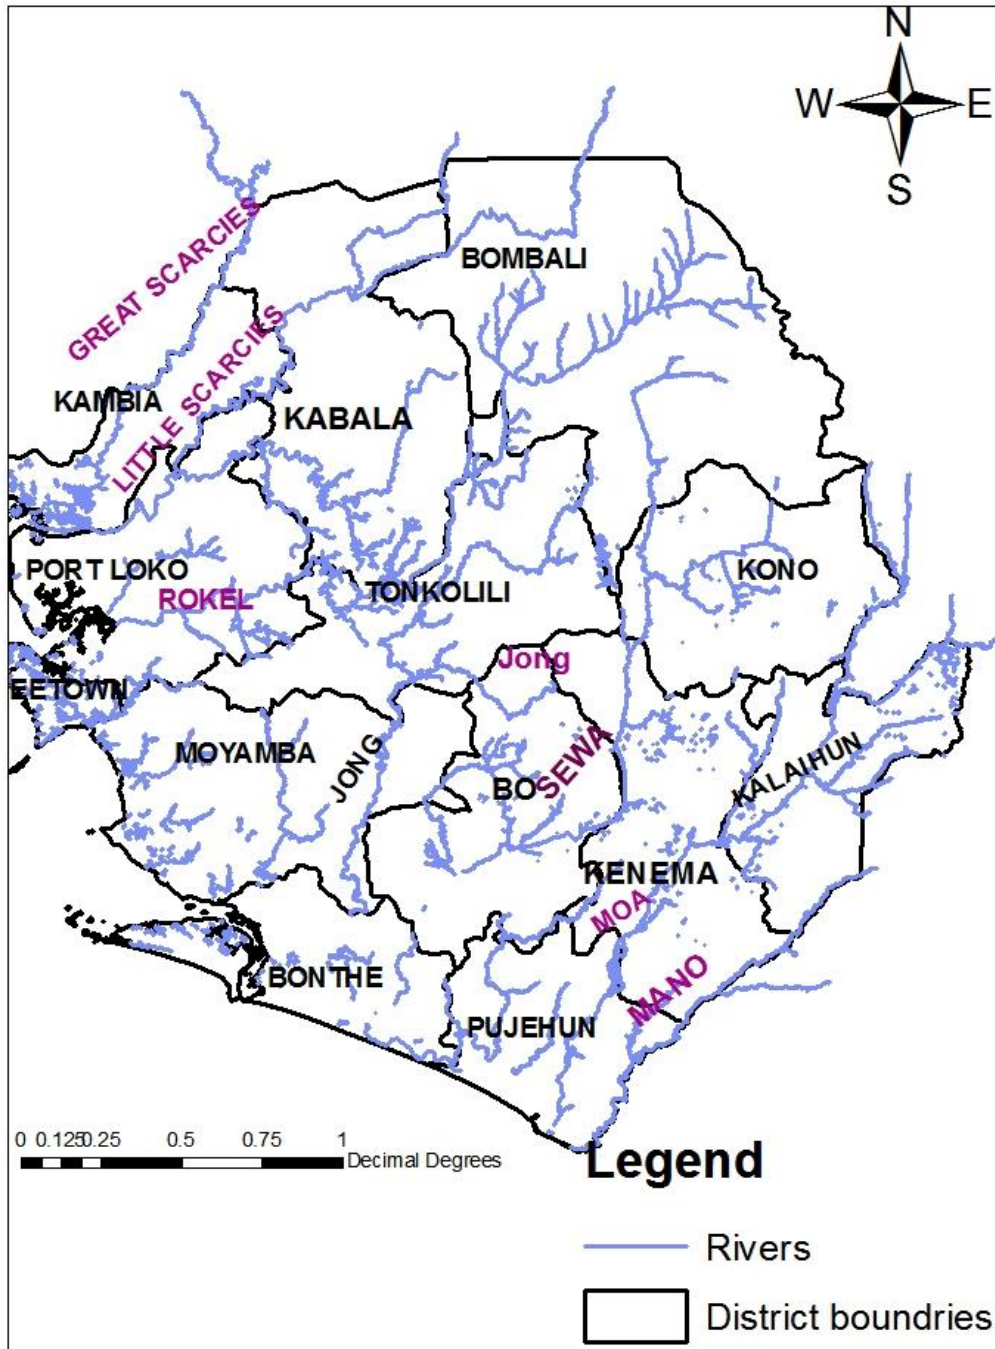 N
W E
S
GREAT SCARCIES
BOMBALI
LITTLE SCARCIES
KAMBIA
KABALA
PORT LOKO
ROKEL
TONKOLILI
KONO
Jong
EETOWN
MOYAMBA
JONG
BO
SEWA
KALAIHUN
KENEMA
MOA
MANO
BONTHE
PUJEHUN
0 0.125 0.25 0.5 0.75 1
Decimal Degrees
Legend
Rivers
District boundries